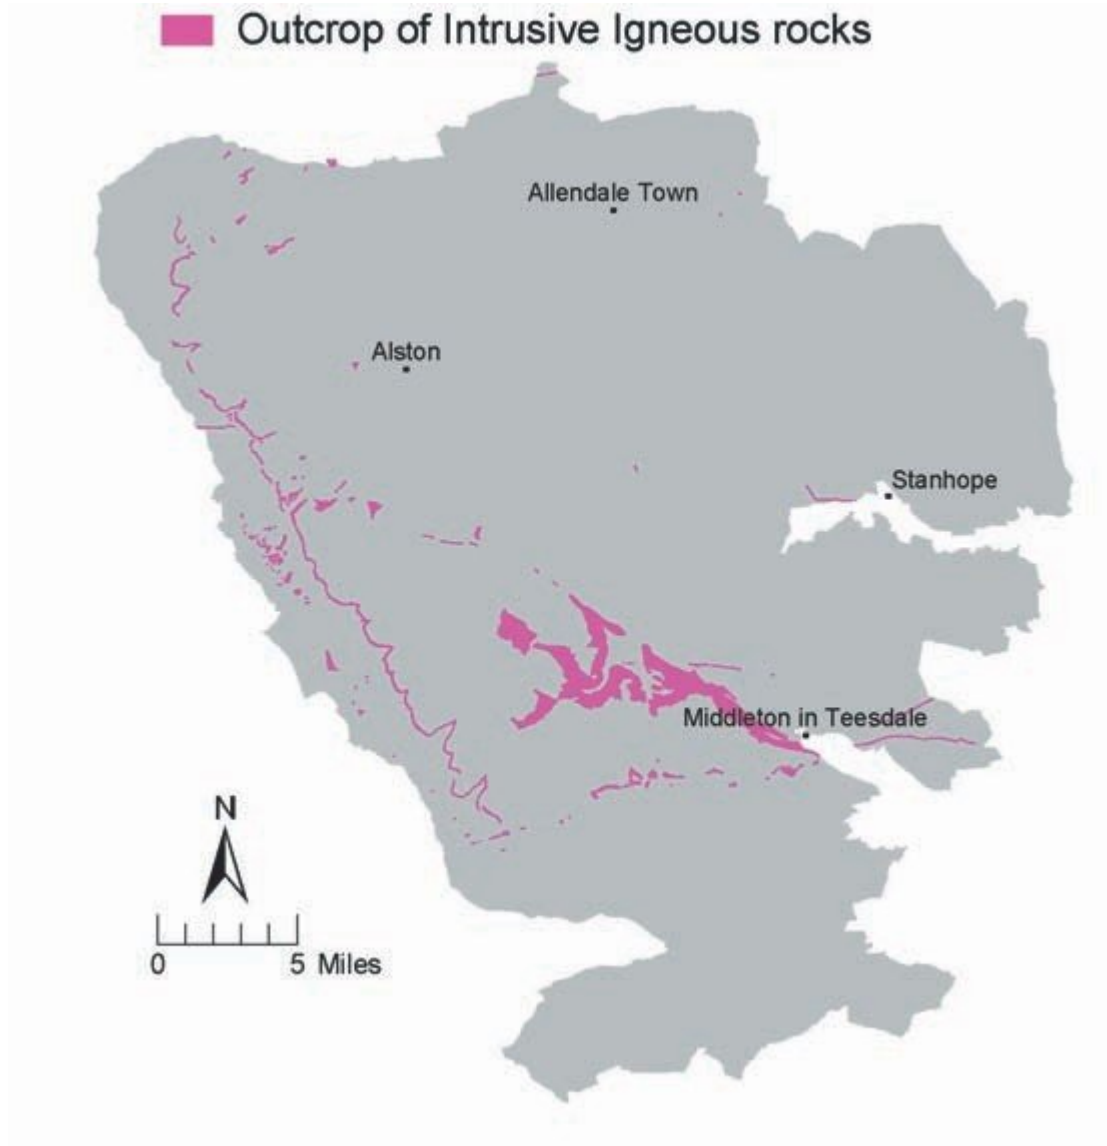 Outcrop of Intrusive Igneous rocks
Allendale Town
Alston
Stanhope
Middleton in Teesdale
N
0 5 Miles